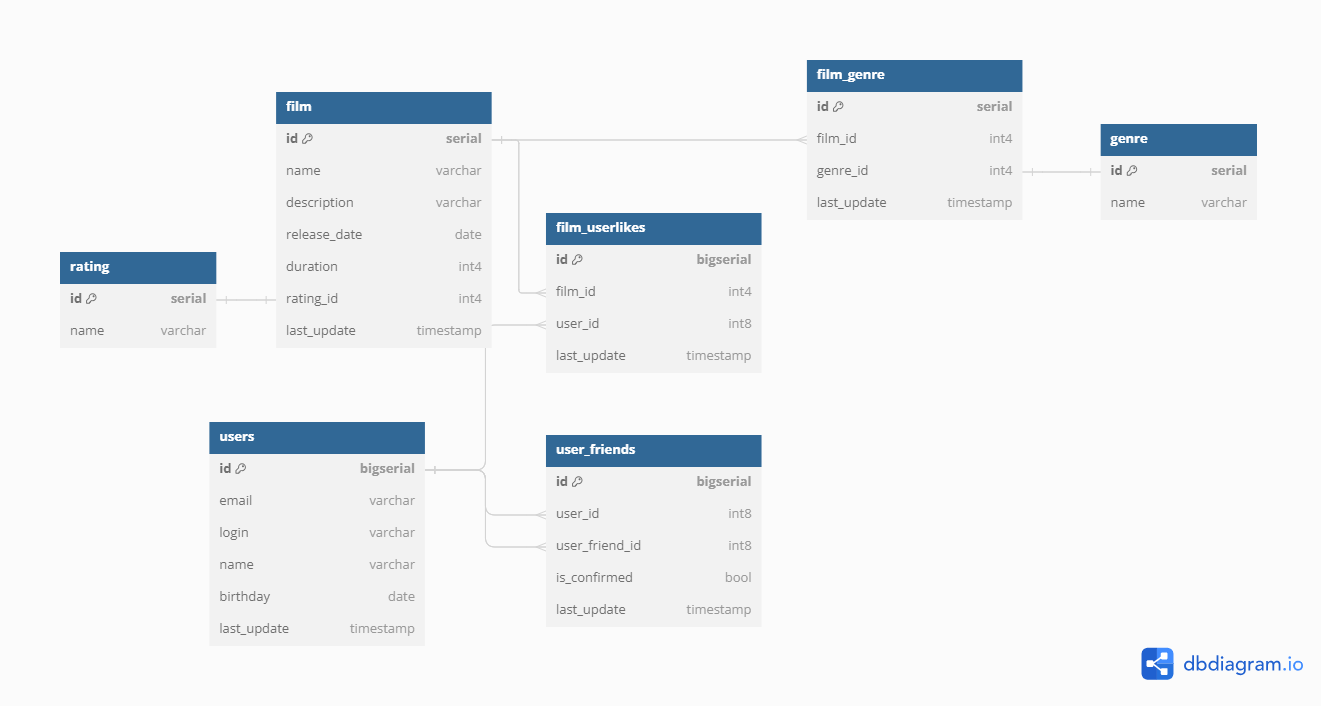 film
id serial
name varchar
description varchar
release_date date
duration int4
rating_id int4
last_update timestamp
film_genre
id serial
film_id int4
genre_id int4
last_update timestamp
genre
id serial
name varchar
film_userlikes
id bigserial
film_id int4
user_id int8
last_update timestamp
rating
id serial
name varchar
users
id bigserial
email varchar
login varchar
name varchar
birthday date
last_update timestamp
user_friends
id bigserial
user_id int8
user_friend_id int8
is_confirmed bool
last_update timestamp
dbdiagram.io